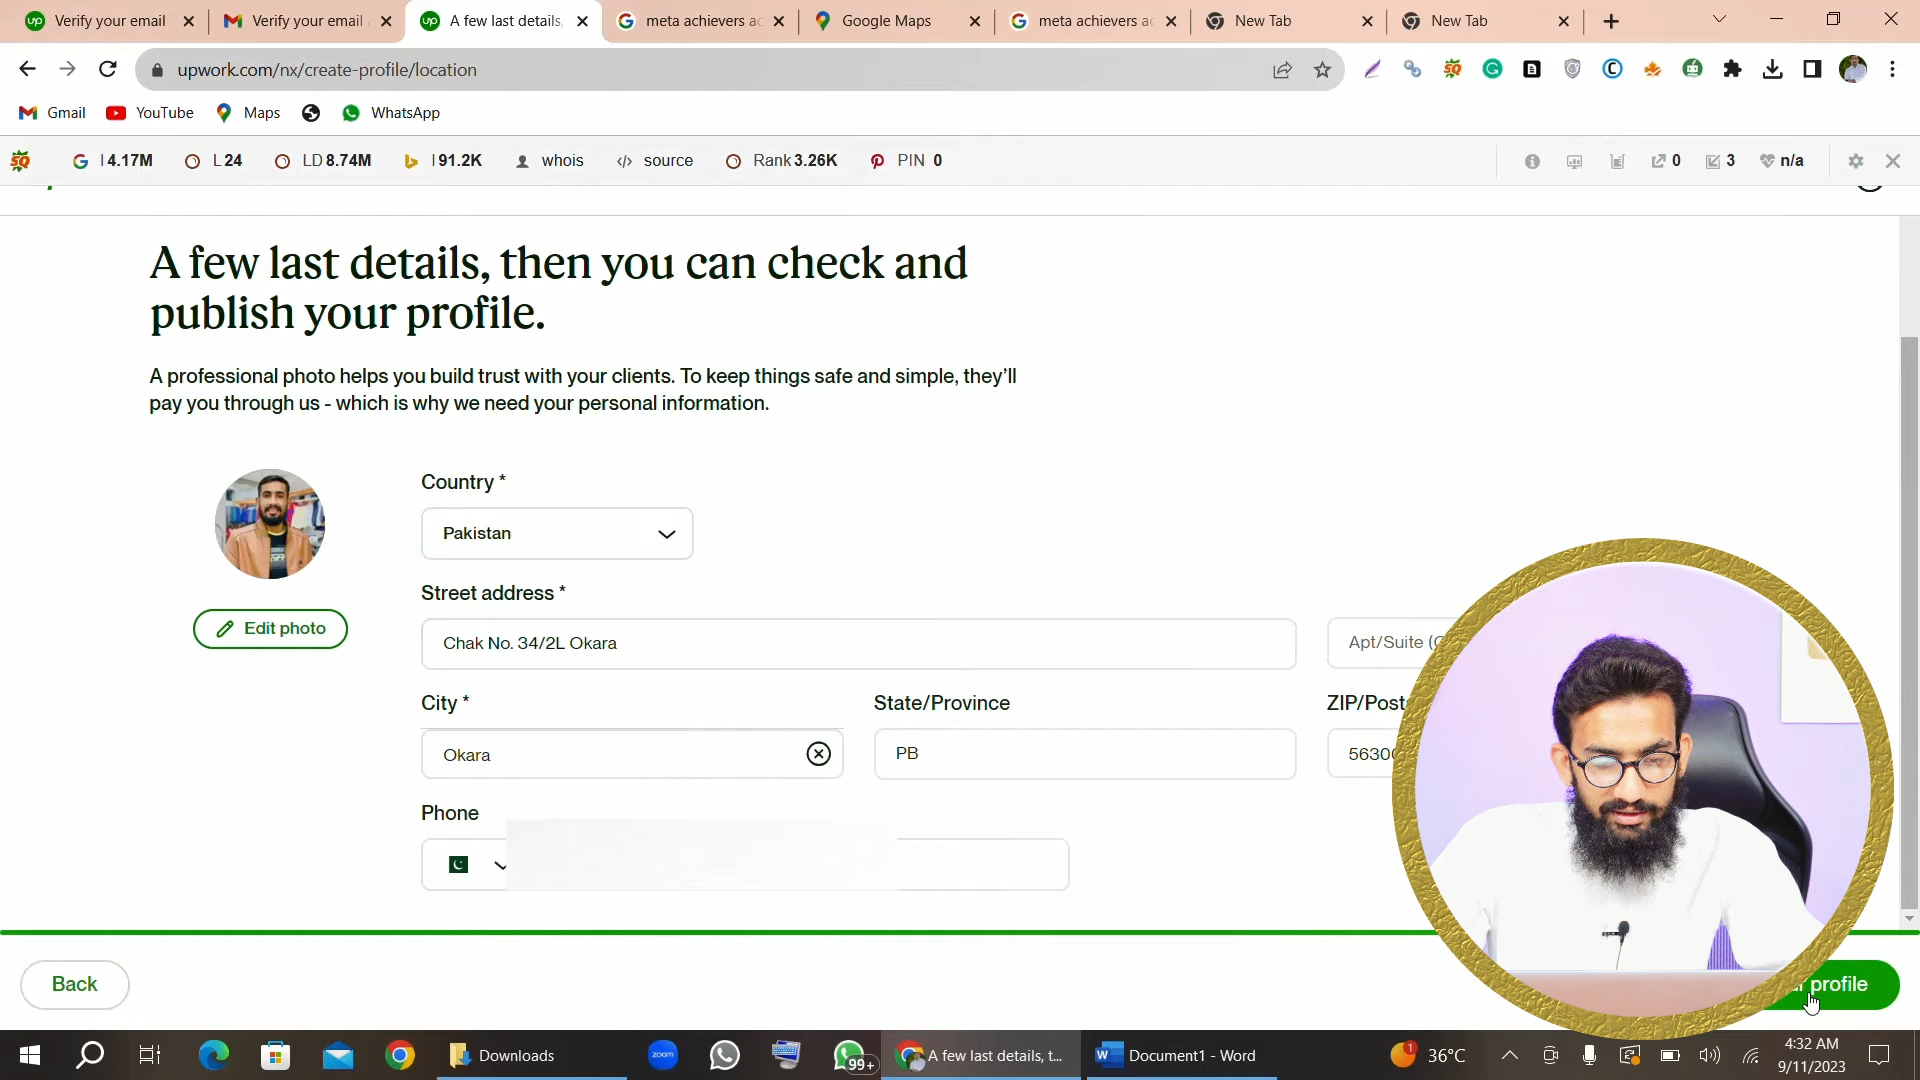 Verify your email
Verify your email
A few last details,
meta achievers ac
Google Maps
meta achievers ac
New Tab
New Tab
upwork.com/nx/create-profile/location
Gmail
YouTube
Maps
WhatsApp
SQ
I 4.17M
L 24
LD 8.74M
I 91.2K
whois
source
Rank 3.26K
PIN 0
0
3
n/a
A few last details, then you can check and
publish your profile.
A professional photo helps you build trust with your clients. To keep things safe and simple, they'll
pay you through us - which is why we need your personal information.
Country *
Pakistan
Edit photo
Street address *
Chak No. 34/2L Okara
Apt/Suite
City *
State/Province
ZIP/Posta
Okara
PB
5630
Phone
Back
profile
Downloads
zoom
99+
A few last details, t...
Document1 - Word
1
36°C
4:32 AM
9/11/2023